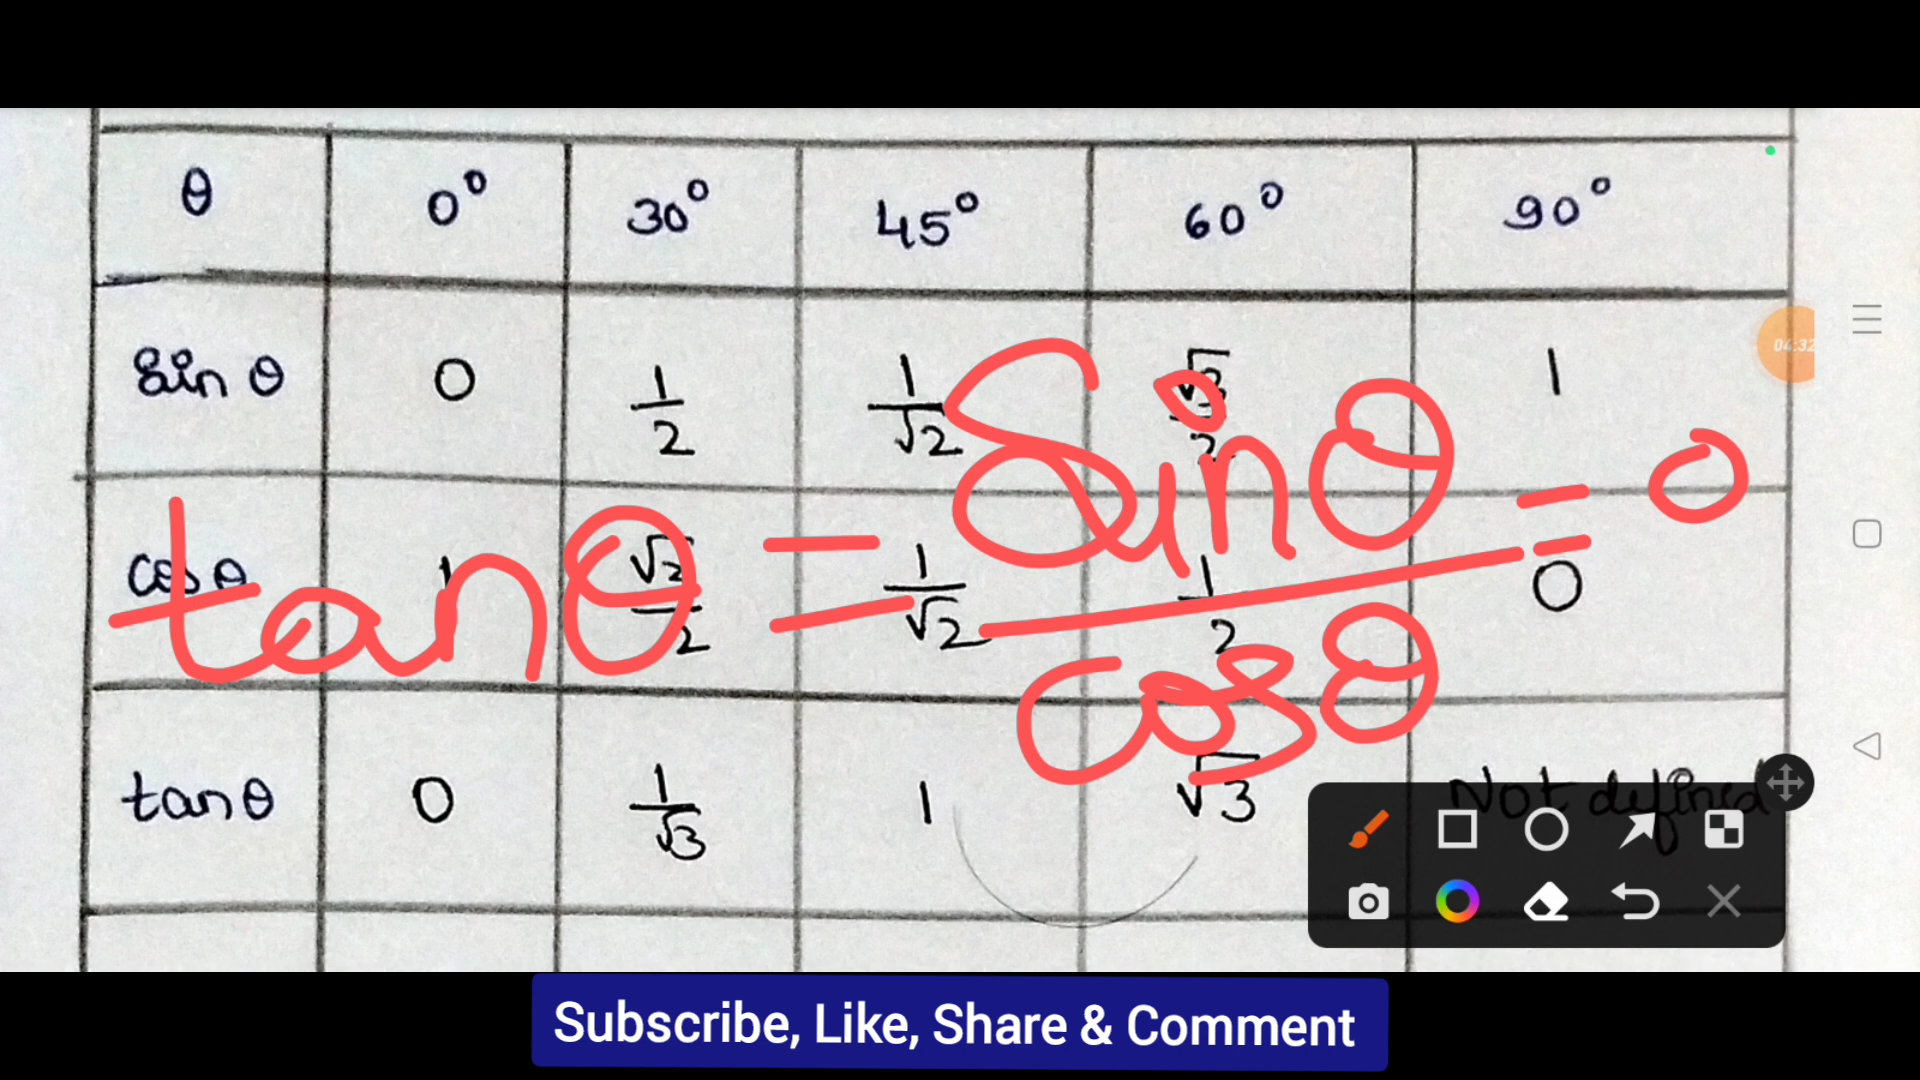 θ 0° 30° 45° 60° 90°
sin θ 0 1/2 1/√2 √3/2 1
cos θ 1 √3/2 1/√2 1/2 0
tanθ = Sinθ/cosθ = 0
tan θ 0 1/√3 1 √3 Not defined
04:32
Subscribe, Like, Share & Comment